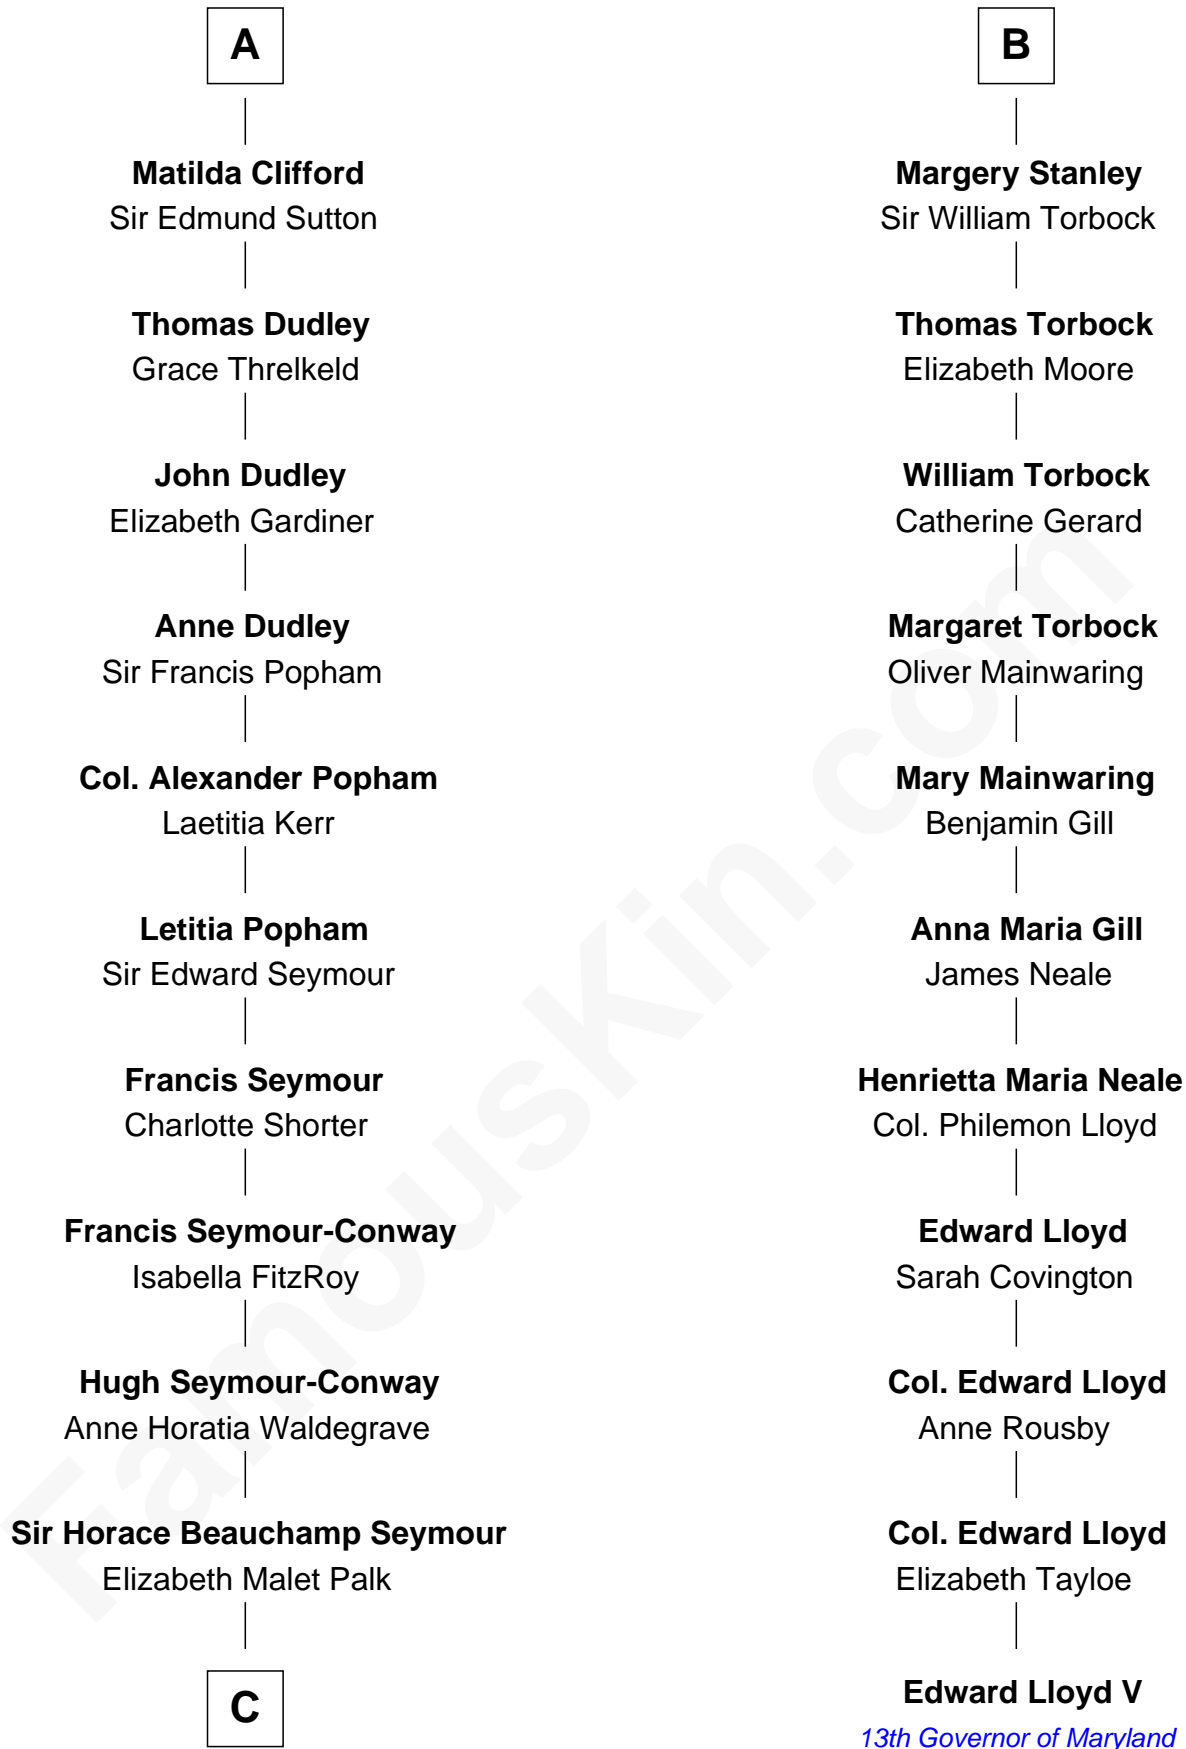 A
Matilda Clifford
Sir Edmund Sutton
Thomas Dudley
Grace Threlkeld
John Dudley
Elizabeth Gardiner
Anne Dudley
Sir Francis Popham
Col. Alexander Popham
Laetitia Kerr
Letitia Popham
Sir Edward Seymour
Francis Seymour
Charlotte Shorter
Francis Seymour-Conway
Isabella FitzRoy
Hugh Seymour-Conway
Anne Horatia Waldegrave
Sir Horace Beauchamp Seymour
Elizabeth Malet Palk
C
B
Margery Stanley
Sir William Torbock
Thomas Torbock
Elizabeth Moore
William Torbock
Catherine Gerard
Margaret Torbock
Oliver Mainwaring
Mary Mainwaring
Benjamin Gill
Anna Maria Gill
James Neale
Henrietta Maria Neale
Col. Philemon Lloyd
Edward Lloyd
Sarah Covington
Col. Edward Lloyd
Anne Rousby
Col. Edward Lloyd
Elizabeth Tayloe
Edward Lloyd V
13th Governor of Maryland
FamousKin.com